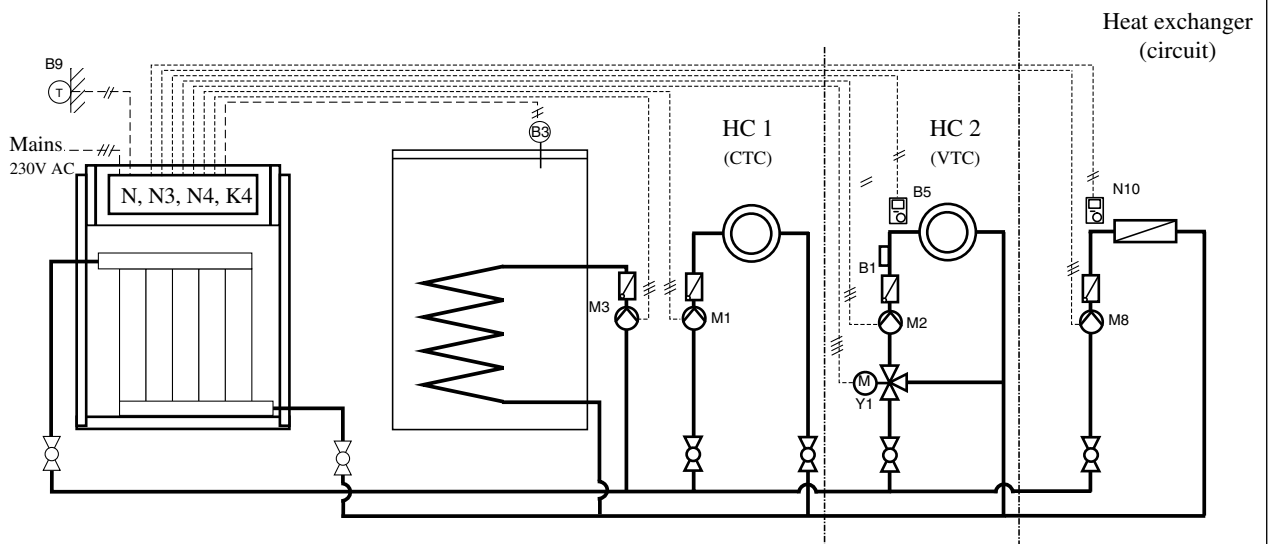 Heat exchanger
(circuit)
B9
T
Mains
230V AC
N, N3, N4, K4
B3
HC 1
(CTC)
HC 2
(VTC)
B5
N10
B1
M3
M1
M2
M8
M
Y1